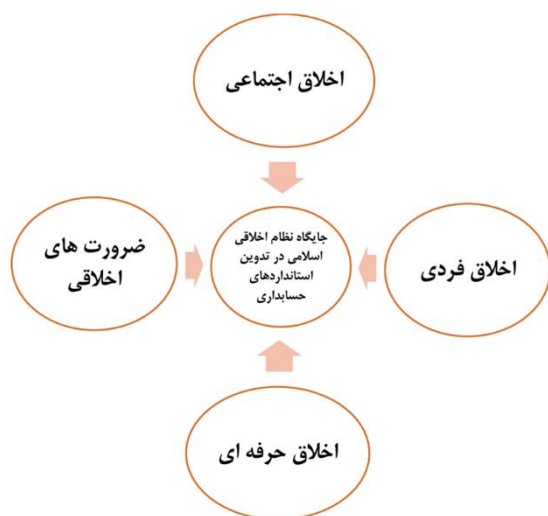 اخلاق اجتماعی
ضرورت های
اخلاقی
جایگاه نظام اخلاقی
اسلامی در تدوین
استانداردهای
حسابداری
اخلاق فردی
اخلاق حرفه ای